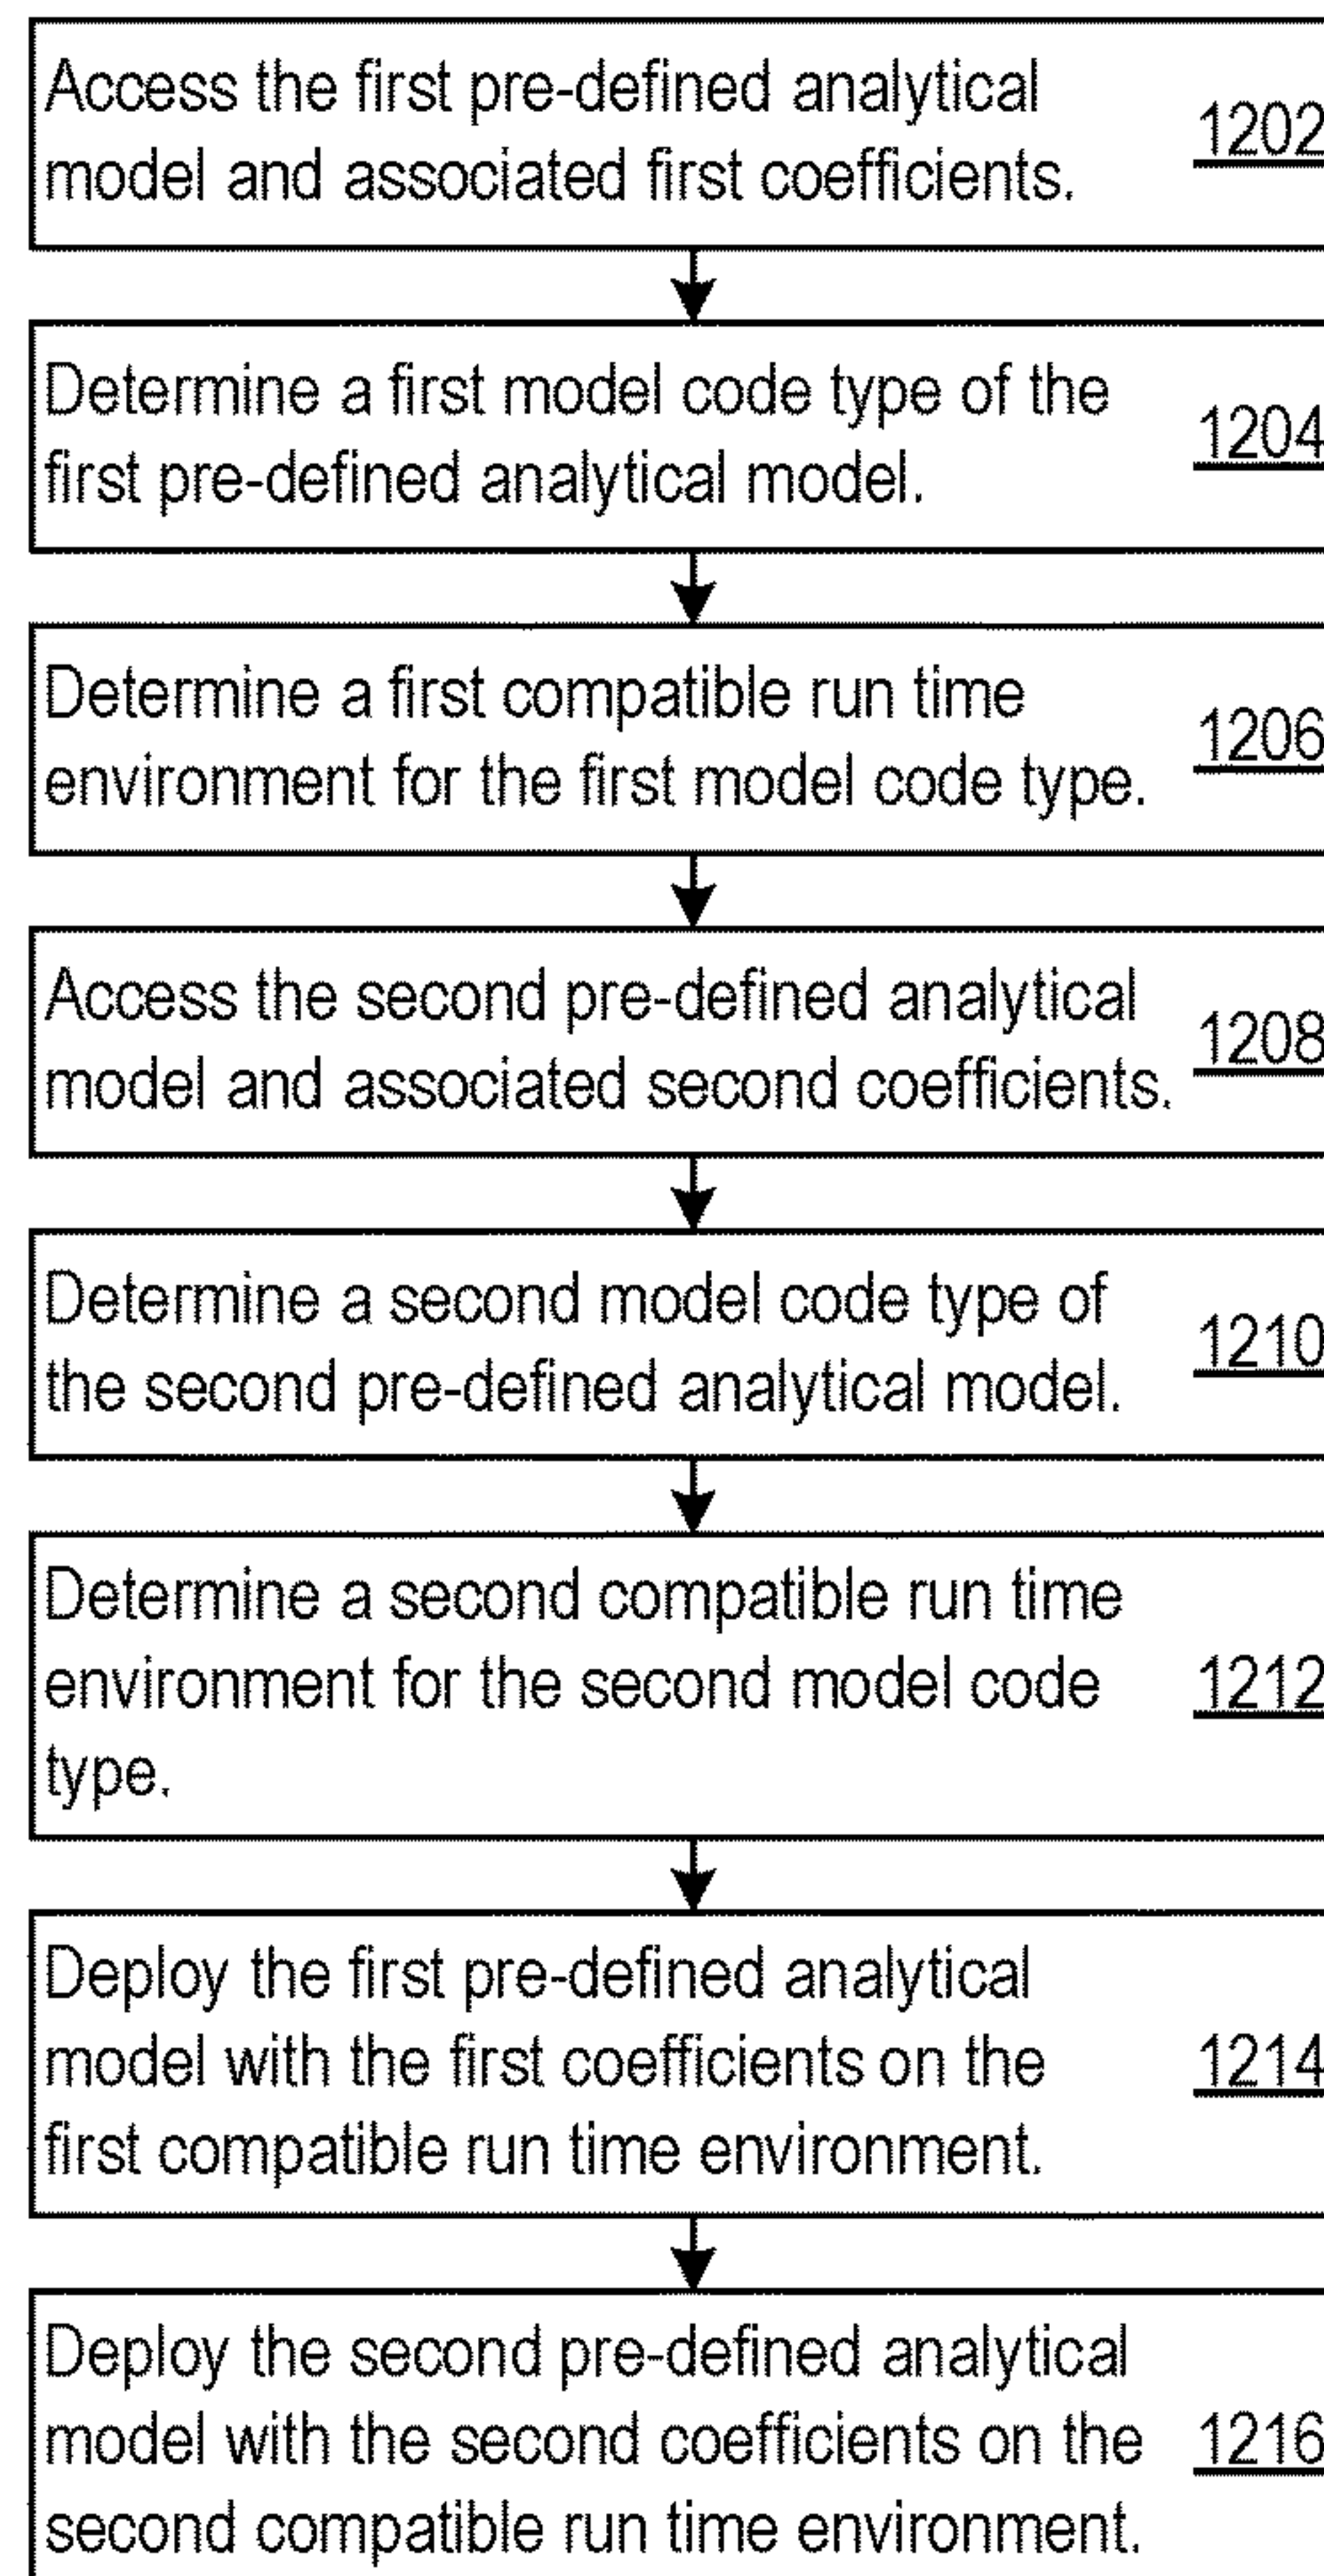 Access the first pre-defined analytical
model and associated first coefficients.
1202
Determine a first model code type of the
first pre-defined analytical model.
1204
Determine a first compatible run time
environment for the first model code type.
1206
Access the second pre-defined analytical
model and associated second coefficients.
1208
Determine a second model code type of
the second pre-defined analytical model.
1210
Determine a second compatible run time
environment for the second model code
type.
1212
Deploy the first pre-defined analytical
model with the first coefficients on the
first compatible run time environment.
1214
Deploy the second pre-defined analytical
model with the second coefficients on the
second compatible run time environment.
1216